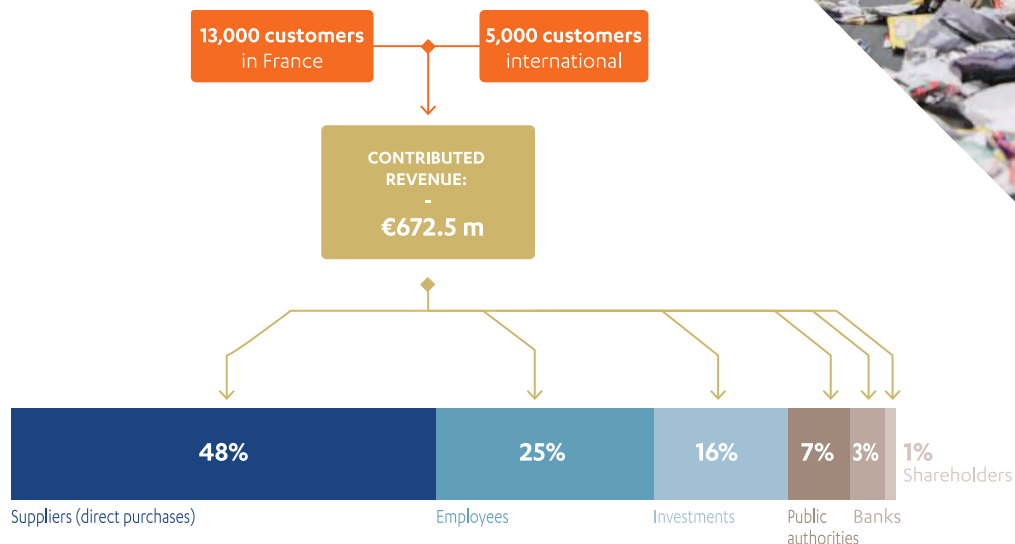 13,000 customers
in France
5,000 customers
international
CONTRIBUTED
REVENUE:
-
€672.5 m
48%
25%
16%
7%
3%
1%
Shareholders
Suppliers (direct purchases)
Employees
Investments
Public
authorities
Banks